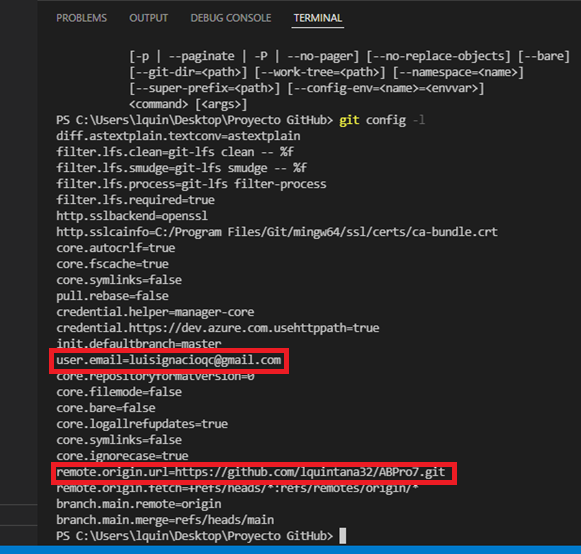 PROBLEMS OUTPUT DEBUG CONSOLE TERMINAL
[-p | --paginate | -P | --no-pager] [--no-replace-objects] [--bare]
[--git-dir=<path>] [--work-tree=<path>] [--namespace=<name>]
[--super-prefix=<path>] [--config-env=<name>=<envvar>]
<command> [<args>]
PS C:\Users\lquin\Desktop\Proyecto GitHub> git config -l
diff.astextplain.textconv=astextplain
filter.lfs.clean=git-lfs clean -- %f
filter.lfs.smudge=git-lfs smudge -- %f
filter.lfs.process=git-lfs filter-process
filter.lfs.required=true
http.sslbackend=openssl
http.sslcainfo=C:/Program Files/Git/mingw64/ssl/certs/ca-bundle.crt
core.autocrlf=true
core.fscache=true
core.symlinks=false
pull.rebase=false
credential.helper=manager-core
credential.https://dev.azure.com.usehttppath=true
init.defaultbranch=master
user.email=luisignacioqc@gmail.com
core.repositoryformatversion=0
core.filemode=false
core.bare=false
core.logallrefupdates=true
core.symlinks=false
core.ignorecase=true
remote.origin.url=https://github.com/lquintana32/ABPro7.git
remote.origin.fetch=+refs/heads/*:refs/remotes/origin/*
branch.main.remote=origin
branch.main.merge=refs/heads/main
PS C:\Users\lquin\Desktop\Proyecto GitHub>